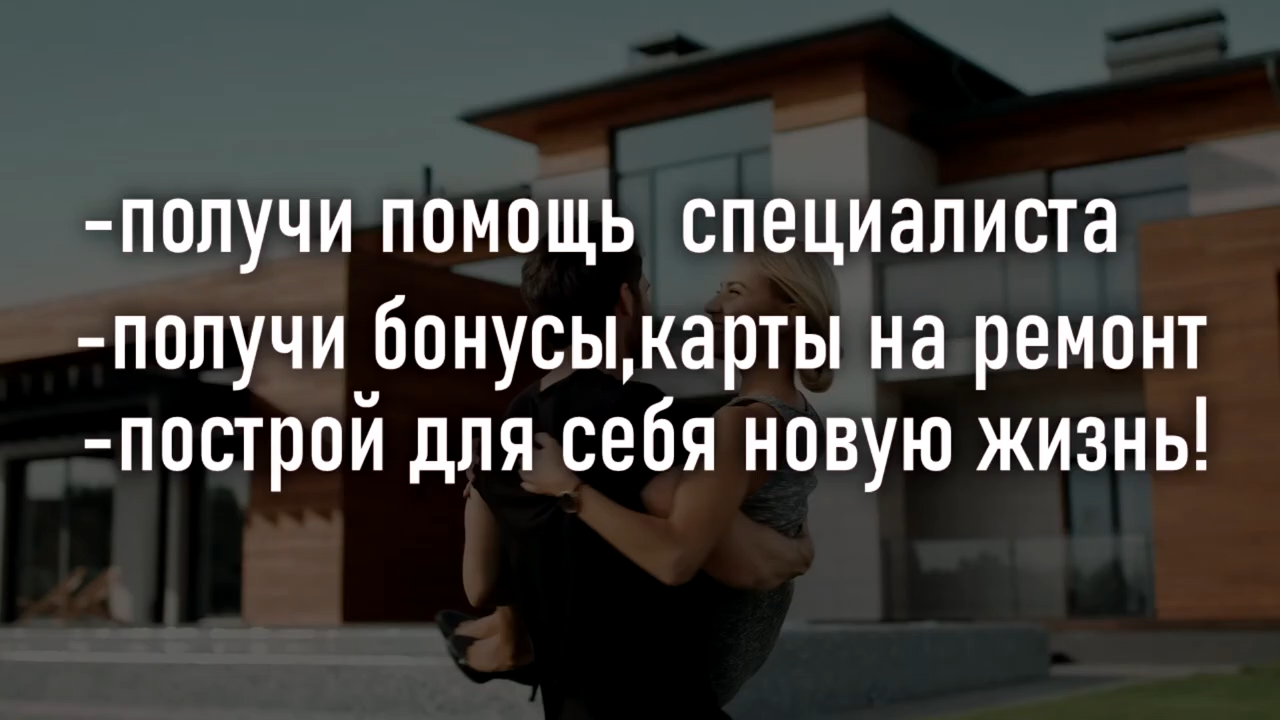 -получи помощь специалиста
-получи бонусы,карты на ремонт
-построй для себя новую жизнь!